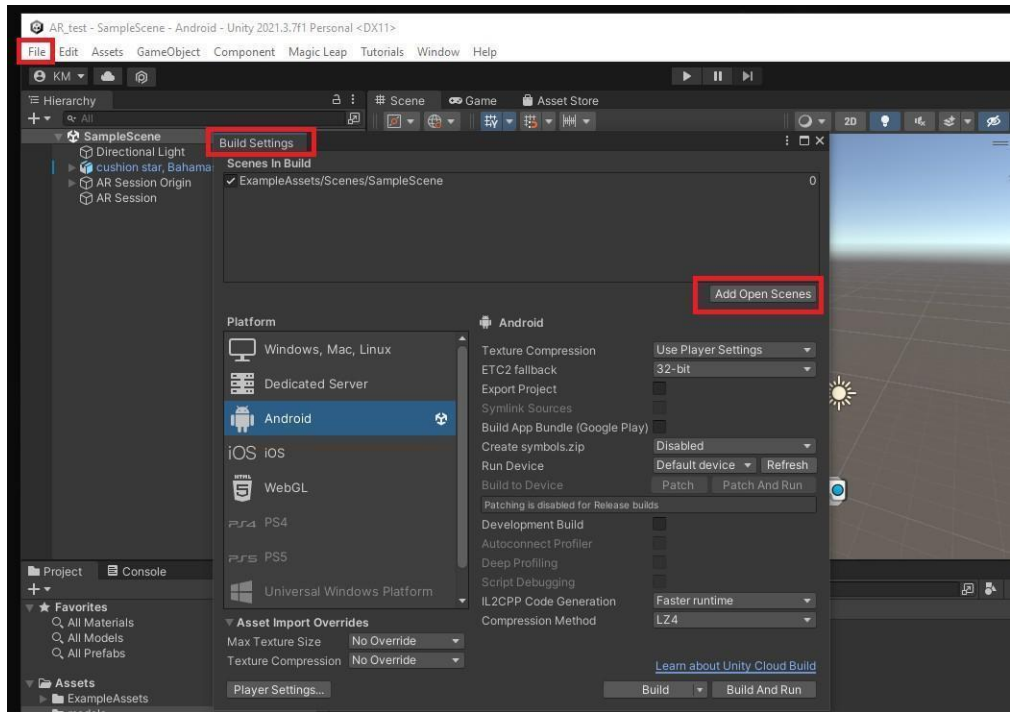 AR_test - SampleScene - Android - Unity 2021.3.7f1 Personal <DX11>
File Edit Assets GameObject Component Magic Leap Tutorials Window Help
KM
Hierarchy
Scene Game Asset Store
All
2D
SampleScene
Directional Light
cushion star, Bahama
AR Session Origin
AR Session
Build Settings
Scenes In Build
ExampleAssets/Scenes/SampleScene 0
Add Open Scenes
Platform
Windows, Mac, Linux
Dedicated Server
Android
iOS iOS
HTML 5 WebGL
PS4 PS4
PS5 PS5
Universal Windows Platform
Android
Texture Compression Use Player Settings
ETC2 fallback 32-bit
Export Project
Symlink Sources
Build App Bundle (Google Play)
Create symbols.zip Disabled
Run Device Default device Refresh
Build to Device Patch Patch And Run
Patching is disabled for Release builds
Development Build
Autoconnect Profiler
Deep Profiling
Script Debugging
IL2CPP Code Generation Faster runtime
Compression Method LZ4
Asset Import Overrides
Max Texture Size No Override
Texture Compression No Override
Learn about Unity Cloud Build
Player Settings... Build Build And Run
Project Console
Favorites
All Materials
All Models
All Prefabs
Assets
ExampleAssets
models